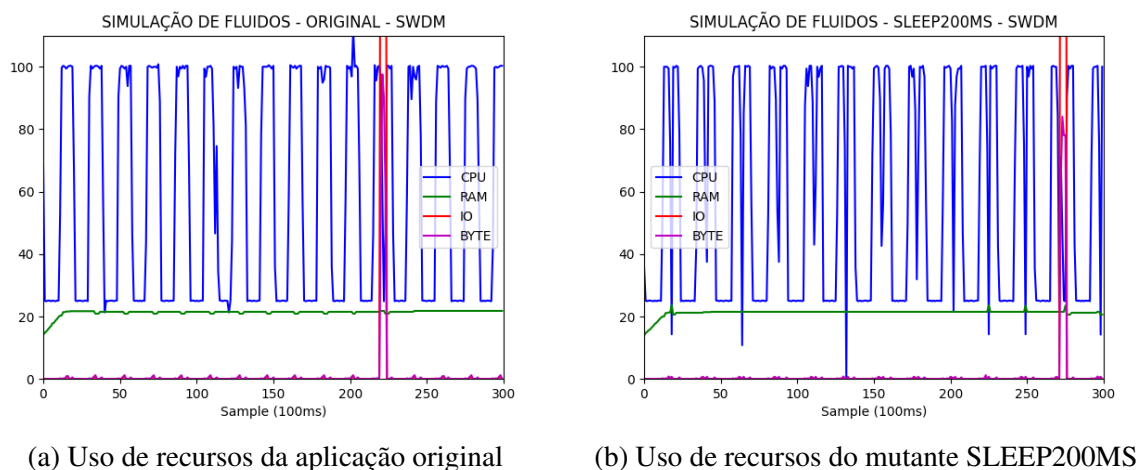 SIMULAÇÃO DE FLUIDOS - ORIGINAL - SWDM
100
80
60
40
20
0
CPU
RAM
IO
BYTE
0 50 100 150 200 250 300
Sample (100ms)
(a) Uso de recursos da aplicação original
SIMULAÇÃO DE FLUIDOS - SLEEP200MS - SWDM
100
80
60
40
20
0
CPU
RAM
IO
BYTE
0 50 100 150 200 250 300
Sample (100ms)
(b) Uso de recursos do mutante SLEEP200MS